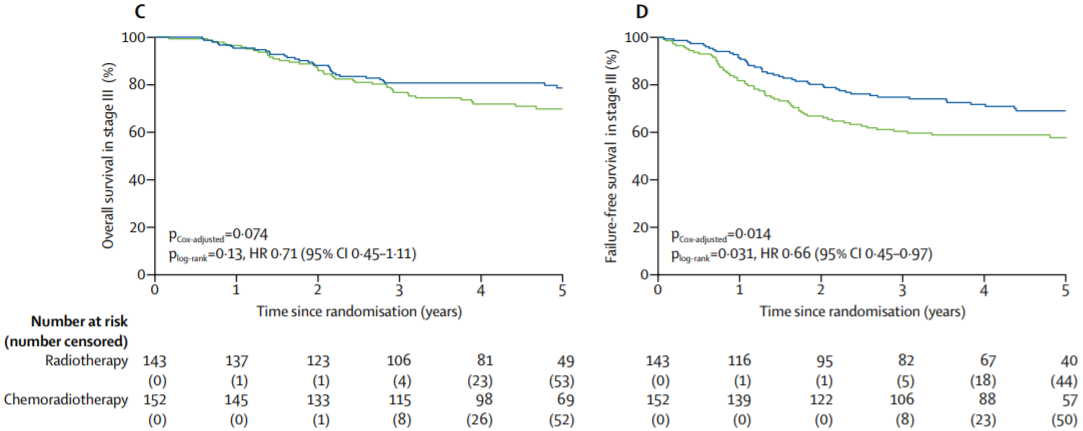 C
100
80
60
40
20
0
Overall survival in stage III (%)
pCox-adjusted=0·074
plog-rank=0·13, HR 0·71 (95% CI 0·45–1·11)
0 1 2 3 4 5
Time since randomisation (years)
D
100
80
60
40
20
0
Failure-free survival in stage III (%)
pCox-adjusted=0·014
plog-rank=0·031, HR 0·66 (95% CI 0·45–0·97)
0 1 2 3 4 5
Time since randomisation (years)
Number at risk
(number censored)
Radiotherapy 143 137 123 106 81 49 143 116 95 82 67 40
(0) (1) (1) (4) (23) (53) (0) (1) (1) (5) (18) (44)
Chemoradiotherapy 152 145 133 115 98 69 152 139 122 106 88 57
(0) (0) (1) (8) (26) (52) (0) (0) (0) (8) (23) (50)